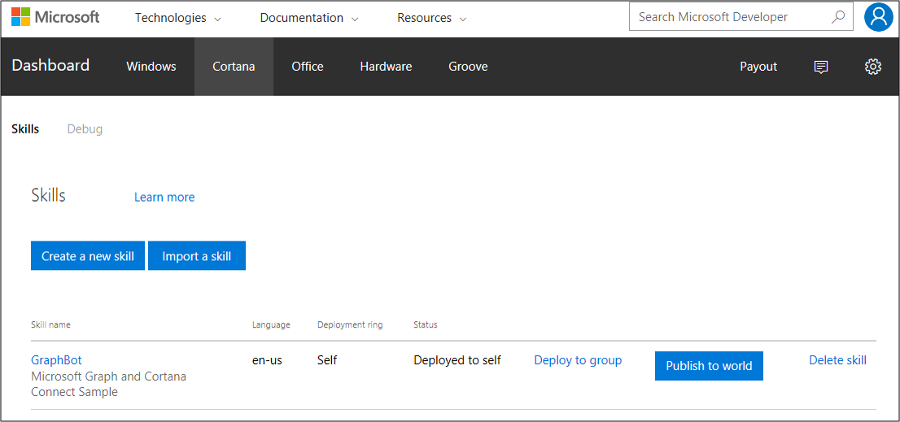 Microsoft Technologies Documentation Resources Search Microsoft Developer
Dashboard Windows Cortana Office Hardware Groove Payout
Skills Debug
Skills Learn more
Create a new skill Import a skill
Skill name Language Deployment ring Status
GraphBot en-us Self Deployed to self Deploy to group Publish to world Delete skill
Microsoft Graph and Cortana
Connect Sample